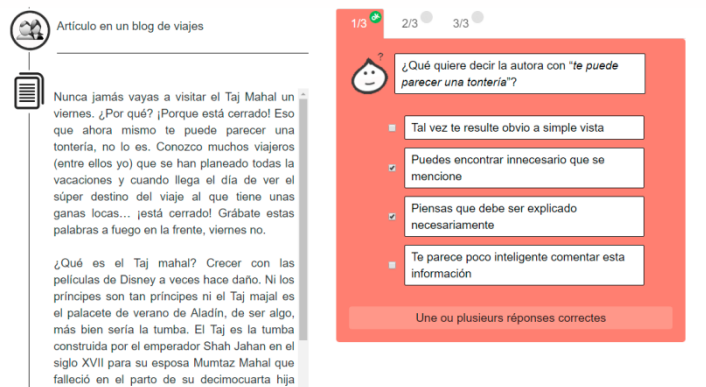 Artículo en un blog de viajes
Nunca jamás vayas a visitar el Taj Mahal un
viernes. ¿Por qué? ¡Porque está cerrado! Eso
que ahora mismo te puede parecer una
tontería, no lo es. Conozco muchos viajeros
(entre ellos yo) que se han planeado todas la
vacaciones y cuando llega el día de ver el
súper destino del viaje al que tiene unas
ganas locas... ¡está cerrado! Grábate estas
palabras a fuego en la frente, viernes no.
¿Qué es el Taj mahal? Crecer con las
películas de Disney a veces hace daño. Ni los
príncipes son tan príncipes ni el Taj majal es
el palacete de verano de Aladín, de ser algo,
más bien sería la tumba. El Taj es la tumba
construida por el emperador Shah Jahan en el
siglo XVII para su esposa Mumtaz Mahal que
falleció en el parto de su decimocuarta hija
1/3 2/3 3/3
?
¿Qué quiere decir la autora con “te puede
parecer una tontería”?
Tal vez te resulte obvio a simple vista
Puedes encontrar innecesario que se
mencione
Piensas que debe ser explicado
necesariamente
Te parece poco inteligente comentar esta
información
Une ou plusieurs réponses correctes